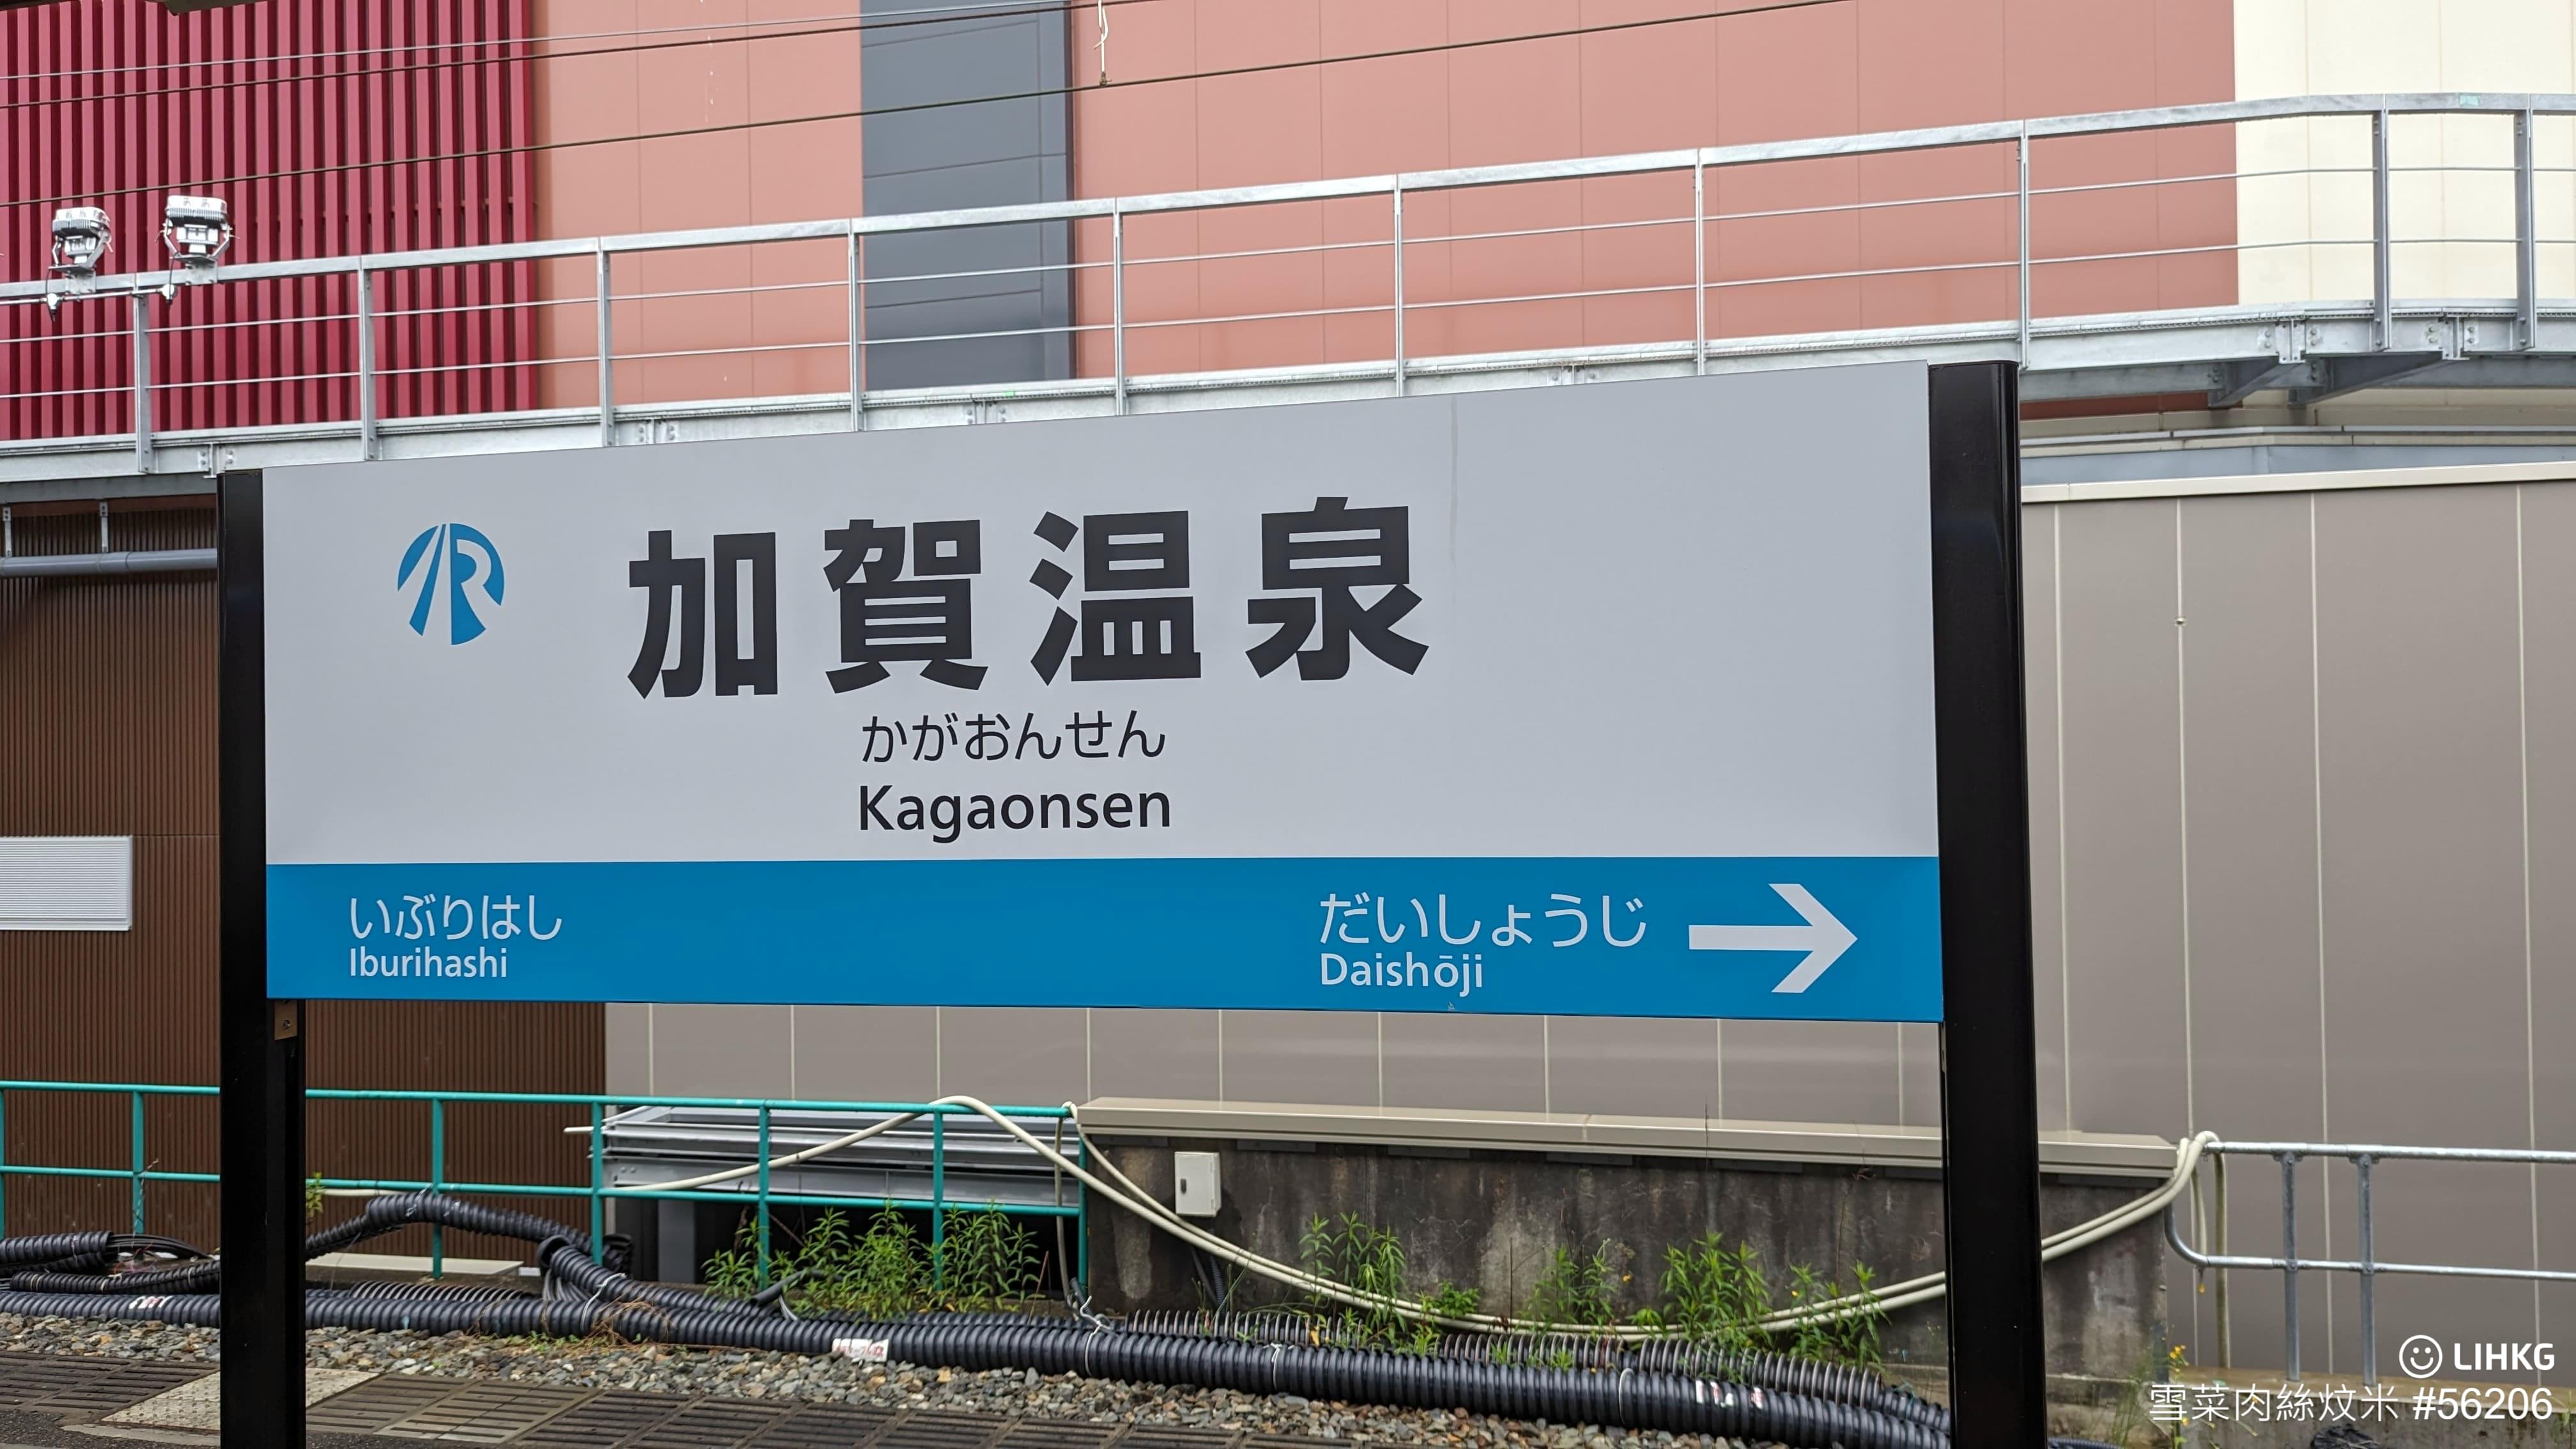 IR
加賀温泉
かがおんせん
Kagaonsen
いぶりはし
Iburihashi
だいしょうじ
Daishōji
LIHKG
雪菜肉絲炆米 #56206